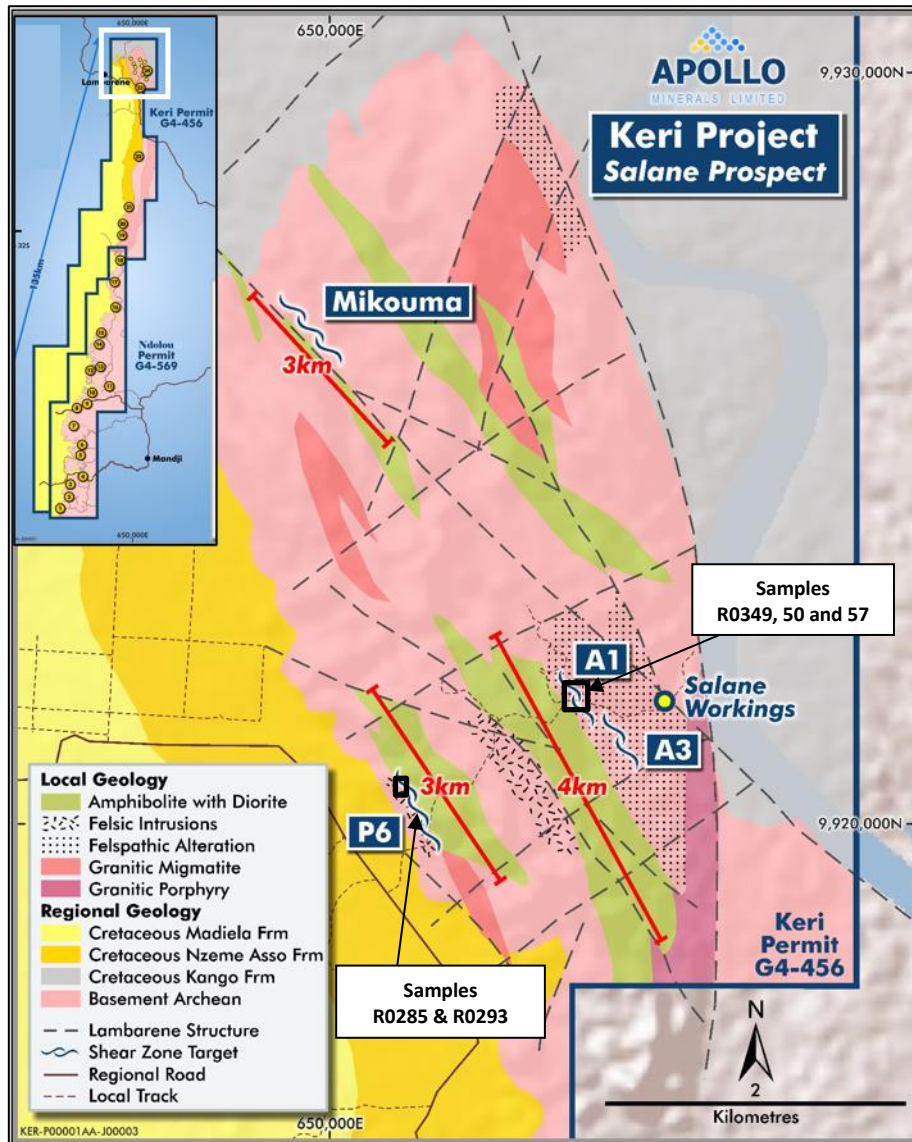 650,000E
Lambarene
Keri Permit
G4-456
325
135km
Ndolou
Permit
G4-569
Mandji
650,000E
650,000E
APOLLO
MINERALS LIMITED
9,930,000N
Keri Project
Salane Prospect
Mikouma
3km
Samples
R0349, 50 and 57
A1
Salane
Workings
A3
3km
4km
P6
9,920,000N
Keri
Permit
G4-456
Samples
R0285 & R0293
Local Geology
Amphibolite with Diorite
Felsic Intrusions
Felspathic Alteration
Granitic Migmatite
Granitic Porphyry
Regional Geology
Cretaceous Madiela Frm
Cretaceous Nzeme Asso Frm
Cretaceous Kango Frm
Basement Archean
Lambarene Structure
Shear Zone Target
Regional Road
Local Track
N
2
Kilometres
KER-P00001AA-J00003
650,000E